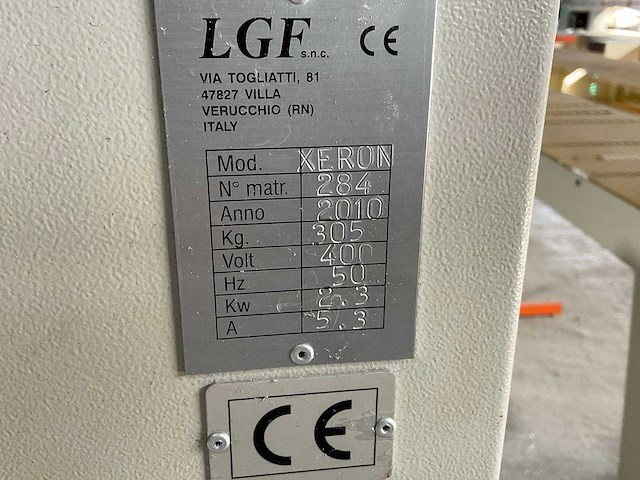 LGF s.n.c. CE
VIA TOGLIATTI, 81
47827 VILLA
VERUCCHIO (RN)
ITALY
Mod. XERON
N° matr. 284
Anno 2010
Kg. 305
Volt 400
Hz 50
Kw 2.3
A 5.3
CE